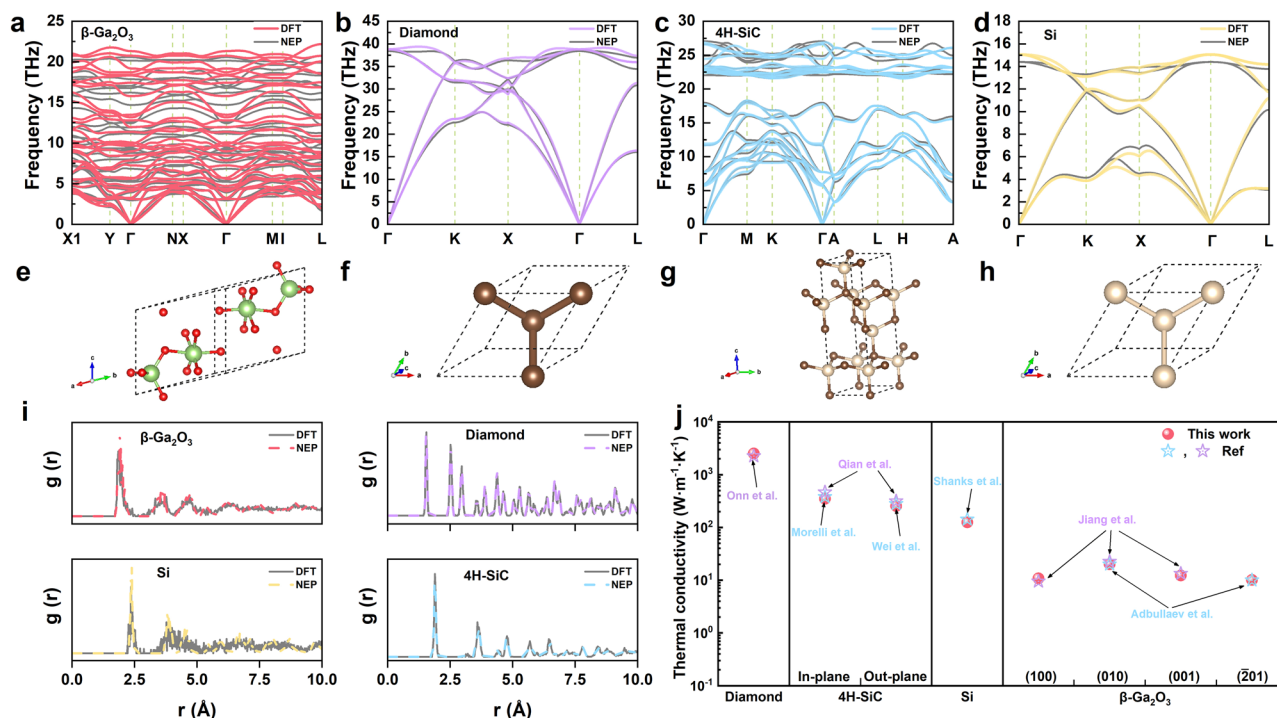 a
β-Ga₂O₃
DFT
NEP
Frequency (THz)
25
20
15
10
5
0
X1 Y Γ N X Γ M I L
b
Diamond
DFT
NEP
Frequency (THz)
45
40
35
30
25
20
15
10
5
0
Γ K X Γ L
c
4H-SiC
DFT
NEP
Frequency (THz)
30
25
20
15
10
5
0
Γ M K Γ A L H A
d
Si
DFT
NEP
Frequency (THz)
18
16
14
12
10
8
6
4
2
0
Γ K X Γ L
e
c
a b
f
b
c
a
g
c
a b
h
b
c
a
i
β-Ga₂O₃
DFT
NEP
g (r)
Diamond
DFT
NEP
g (r)
Si
DFT
NEP
g (r)
0.0 2.5 5.0 7.5 10.0
r (Å)
4H-SiC
DFT
NEP
g (r)
0.0 2.5 5.0 7.5 10.0
r (Å)
j
Thermal conductivity (W·m⁻¹·K⁻¹)
10⁴
10³
10²
10¹
10⁰
10⁻¹
This work
, Ref
Onn et al.
Qian et al.
Morelli et al.
Wei et al.
Shanks et al.
Jiang et al.
Adbullaev et al.
In-plane Out-plane (100) (010) (001) (2̅01)
Diamond 4H-SiC Si β-Ga₂O₃